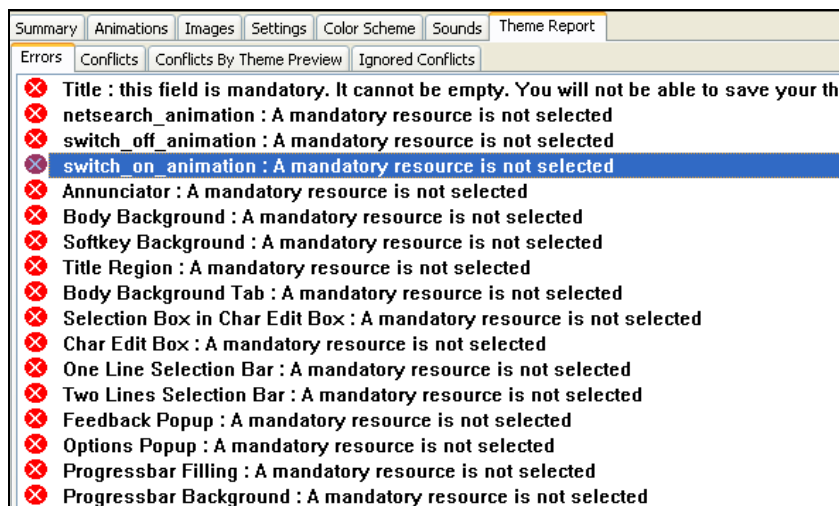 Summary Animations Images Settings Color Scheme Sounds Theme Report
Errors Conflicts Conflicts By Theme Preview Ignored Conflicts
Title : this field is mandatory. It cannot be empty. You will not be able to save your th
netsearch_animation : A mandatory resource is not selected
switch_off_animation : A mandatory resource is not selected
switch_on_animation : A mandatory resource is not selected
Annunciator : A mandatory resource is not selected
Body Background : A mandatory resource is not selected
Softkey Background : A mandatory resource is not selected
Title Region : A mandatory resource is not selected
Body Background Tab : A mandatory resource is not selected
Selection Box in Char Edit Box : A mandatory resource is not selected
Char Edit Box : A mandatory resource is not selected
One Line Selection Bar : A mandatory resource is not selected
Two Lines Selection Bar : A mandatory resource is not selected
Feedback Popup : A mandatory resource is not selected
Options Popup : A mandatory resource is not selected
Progressbar Filling : A mandatory resource is not selected
Progressbar Background : A mandatory resource is not selected